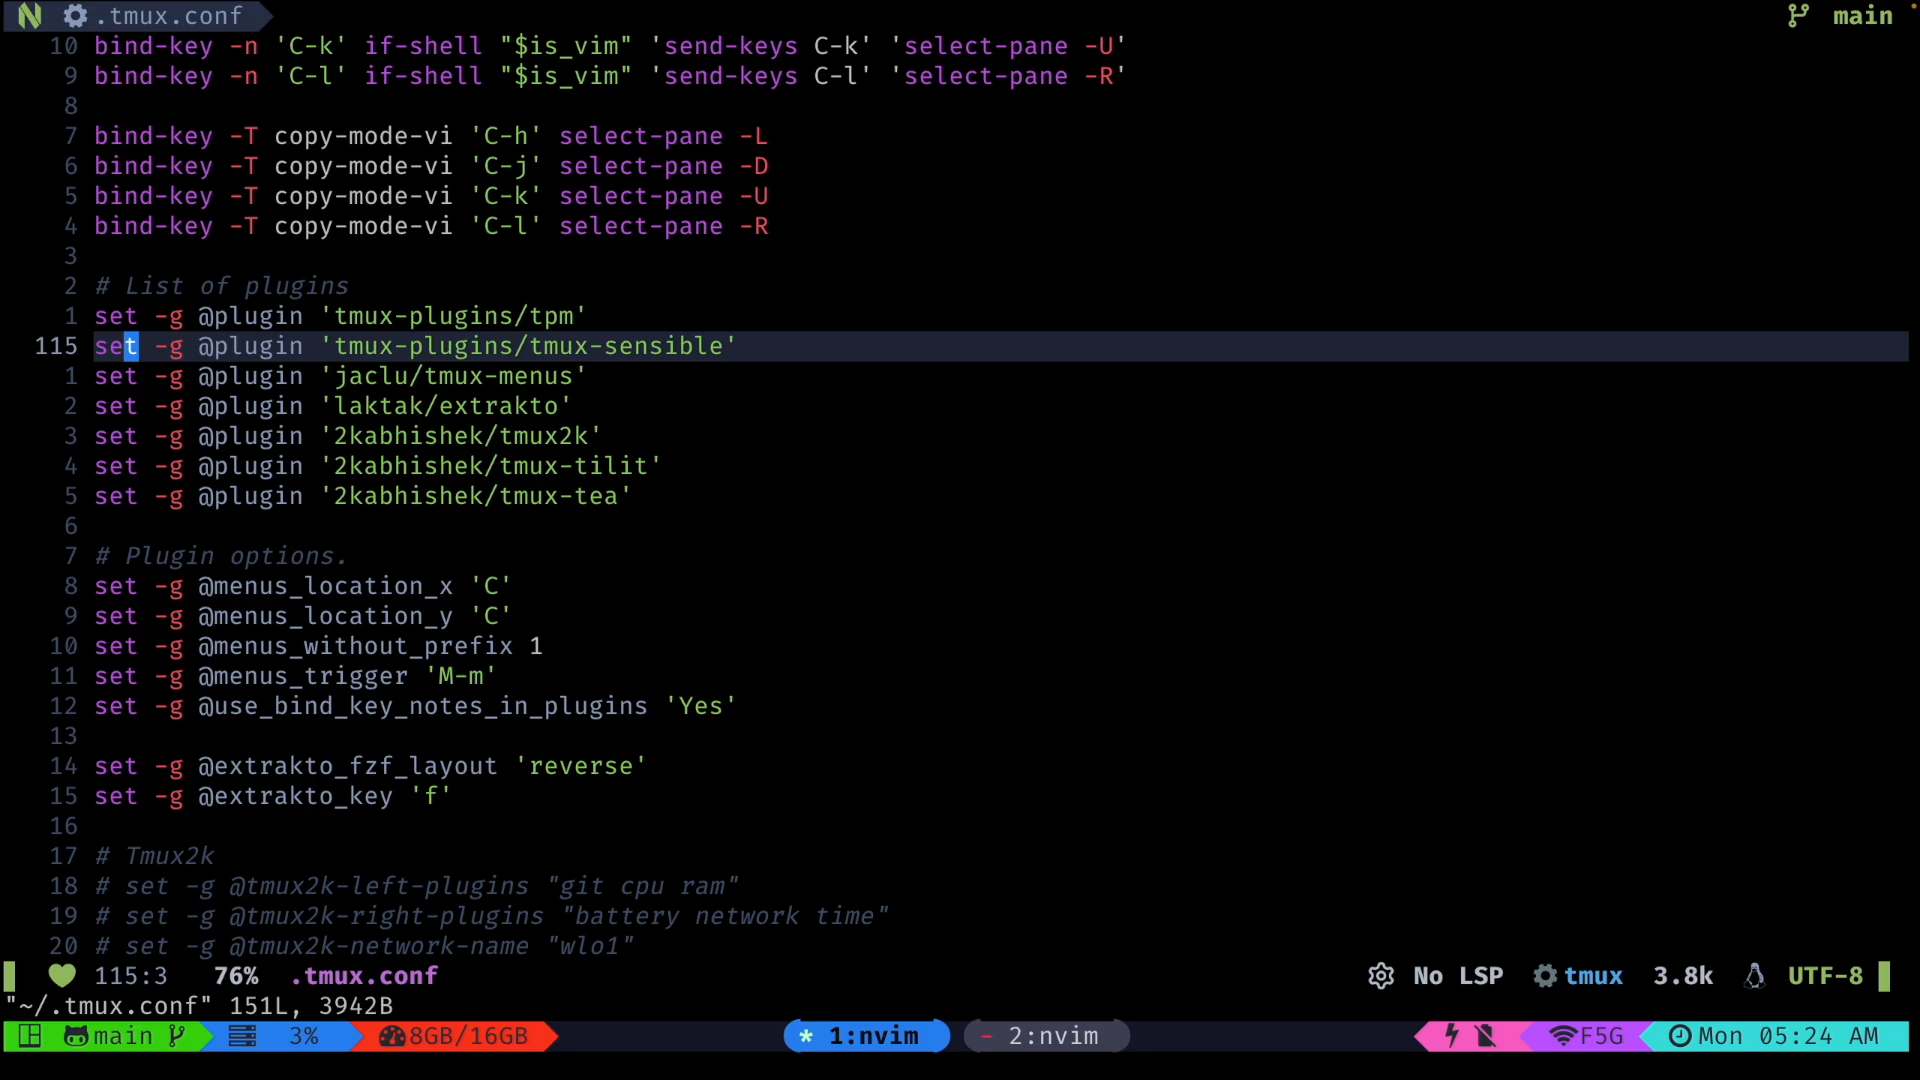 .tmux.conf main
10 bind-key -n 'C-k' if-shell "$is_vim" 'send-keys C-k' 'select-pane -U'
9 bind-key -n 'C-l' if-shell "$is_vim" 'send-keys C-l' 'select-pane -R'
8
7 bind-key -T copy-mode-vi 'C-h' select-pane -L
6 bind-key -T copy-mode-vi 'C-j' select-pane -D
5 bind-key -T copy-mode-vi 'C-k' select-pane -U
4 bind-key -T copy-mode-vi 'C-l' select-pane -R
3
2 # List of plugins
1 set -g @plugin 'tmux-plugins/tpm'
115 set -g @plugin 'tmux-plugins/tmux-sensible'
1 set -g @plugin 'jaclu/tmux-menus'
2 set -g @plugin 'laktak/extrakto'
3 set -g @plugin '2kabhishek/tmux2k'
4 set -g @plugin '2kabhishek/tmux-tilit'
5 set -g @plugin '2kabhishek/tmux-tea'
6
7 # Plugin options.
8 set -g @menus_location_x 'C'
9 set -g @menus_location_y 'C'
10 set -g @menus_without_prefix 1
11 set -g @menus_trigger 'M-m'
12 set -g @use_bind_key_notes_in_plugins 'Yes'
13
14 set -g @extrakto_fzf_layout 'reverse'
15 set -g @extrakto_key 'f'
16
17 # Tmux2k
18 # set -g @tmux2k-left-plugins "git cpu ram"
19 # set -g @tmux2k-right-plugins "battery network time"
20 # set -g @tmux2k-network-name "wlo1"
115:3 76% .tmux.conf No LSP tmux 3.8k UTF-8
"~/.tmux.conf" 151L, 3942B
main 3% 8GB/16GB * 1:nvim - 2:nvim F5G Mon 05:24 AM